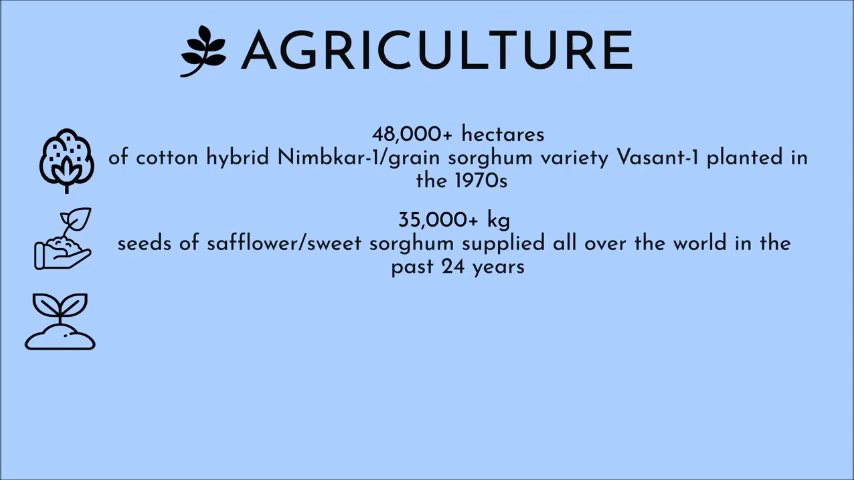 AGRICULTURE
48,000+ hectares
of cotton hybrid Nimbkar-1/grain sorghum variety Vasant-1 planted in
the 1970s
35,000+ kg
seeds of safflower/sweet sorghum supplied all over the world in the
past 24 years